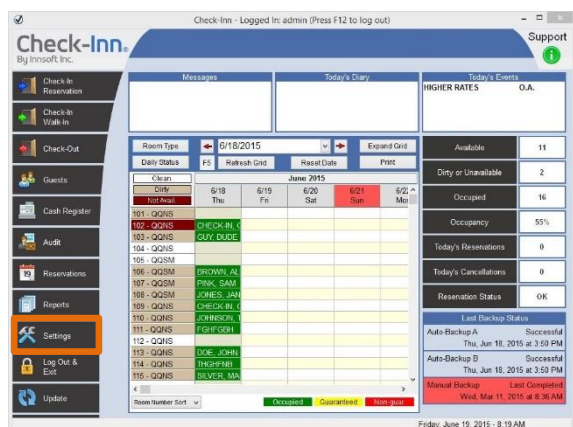 Check-Inn - Logged In: admin (Press F12 to log out)
Check-Inn®
By Innsoft Inc.
Support
Check-In
Reservation
Check-In
Walk-In
Check-Out
Guests
Cash Register
Audit
19
Reservations
Reports
Settings
Log Out &
Exit
Update
Messages
Today's Diary
Today's Events
HIGHER RATES O.A.
Room Type 6/18/2015 Expand Grid
Daily Status F5 Refresh Grid Reset Date Print
Clean June 2015
Dirty 6/18 6/19 6/20 6/21 6/22
Not Avail. Thu Fri Sat Sun Mon
101 - QQNS
102 - QQNS CHECK-IN, C
103 - QQNS GUY, DUDE
104 - QQNS
105 - QQSM
106 - QQSM BROWN, AL
107 - QQSM PINK, SAM
108 - QQSM JONES, JAN
109 - QQNS CHECK-IN, C
110 - QQNS JOHNSON, T
111 - QQNS FGHFGBH
112 - QQNS
113 - QQNS DOE, JOHN
114 - QQNS THGHFNB
115 - QQNS SILVER, MA
Room Number Sort Occupied Guaranteed Non-guar
Available 11
Dirty or Unavailable 2
Occupied 16
Occupancy 55%
Today's Reservations 0
Today's Cancellations 0
Reservation Status OK
Last Backup Status
Auto-Backup A Successful
Thu, Jun 18, 2015 at 3:50 PM
Auto-Backup B Successful
Thu, Jun 18, 2015 at 3:50 PM
Manual Backup Last Completed
Wed, Mar 11, 2015 at 8:36 AM
Friday, June 19, 2015 - 8:19 AM